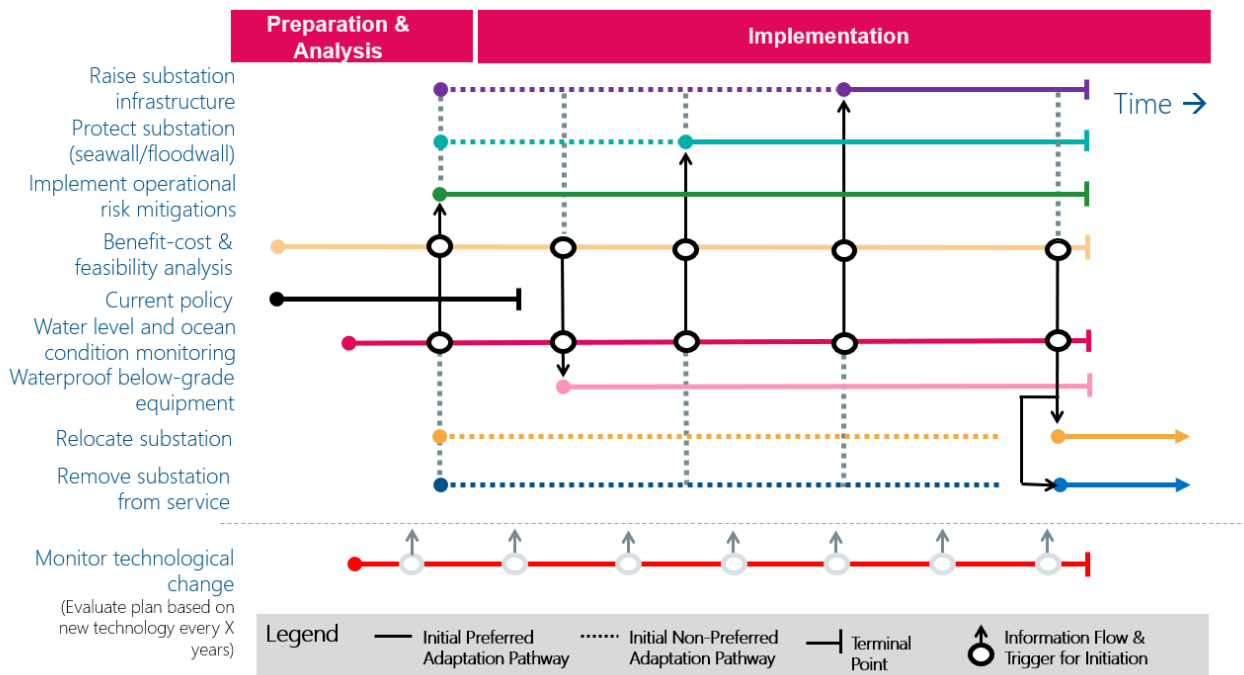 Preparation &
Analysis
Implementation
Raise substation
infrastructure
Time →
Protect substation
(seawall/floodwall)
Implement operational
risk mitigations
Benefit-cost &
feasibility analysis
Current policy
Water level and ocean
condition monitoring
Waterproof below-grade
equipment
Relocate substation
Remove substation
from service
Monitor technological
change
(Evaluate plan based on
new technology every X
years)
Legend
Initial Preferred
Adaptation Pathway
Initial Non-Preferred
Adaptation Pathway
Terminal
Point
Information Flow &
Trigger for Initiation